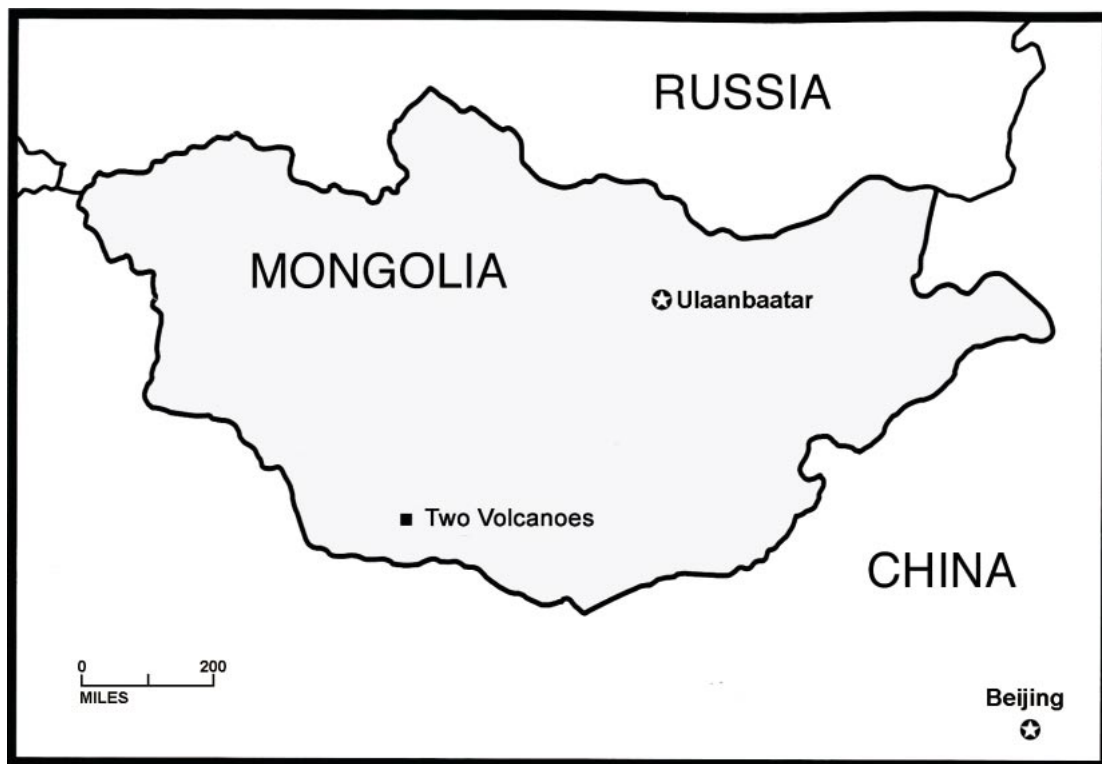 RUSSIA
MONGOLIA
Ulaanbaatar
Two Volcanoes
CHINA
0 200
MILES
Beijing